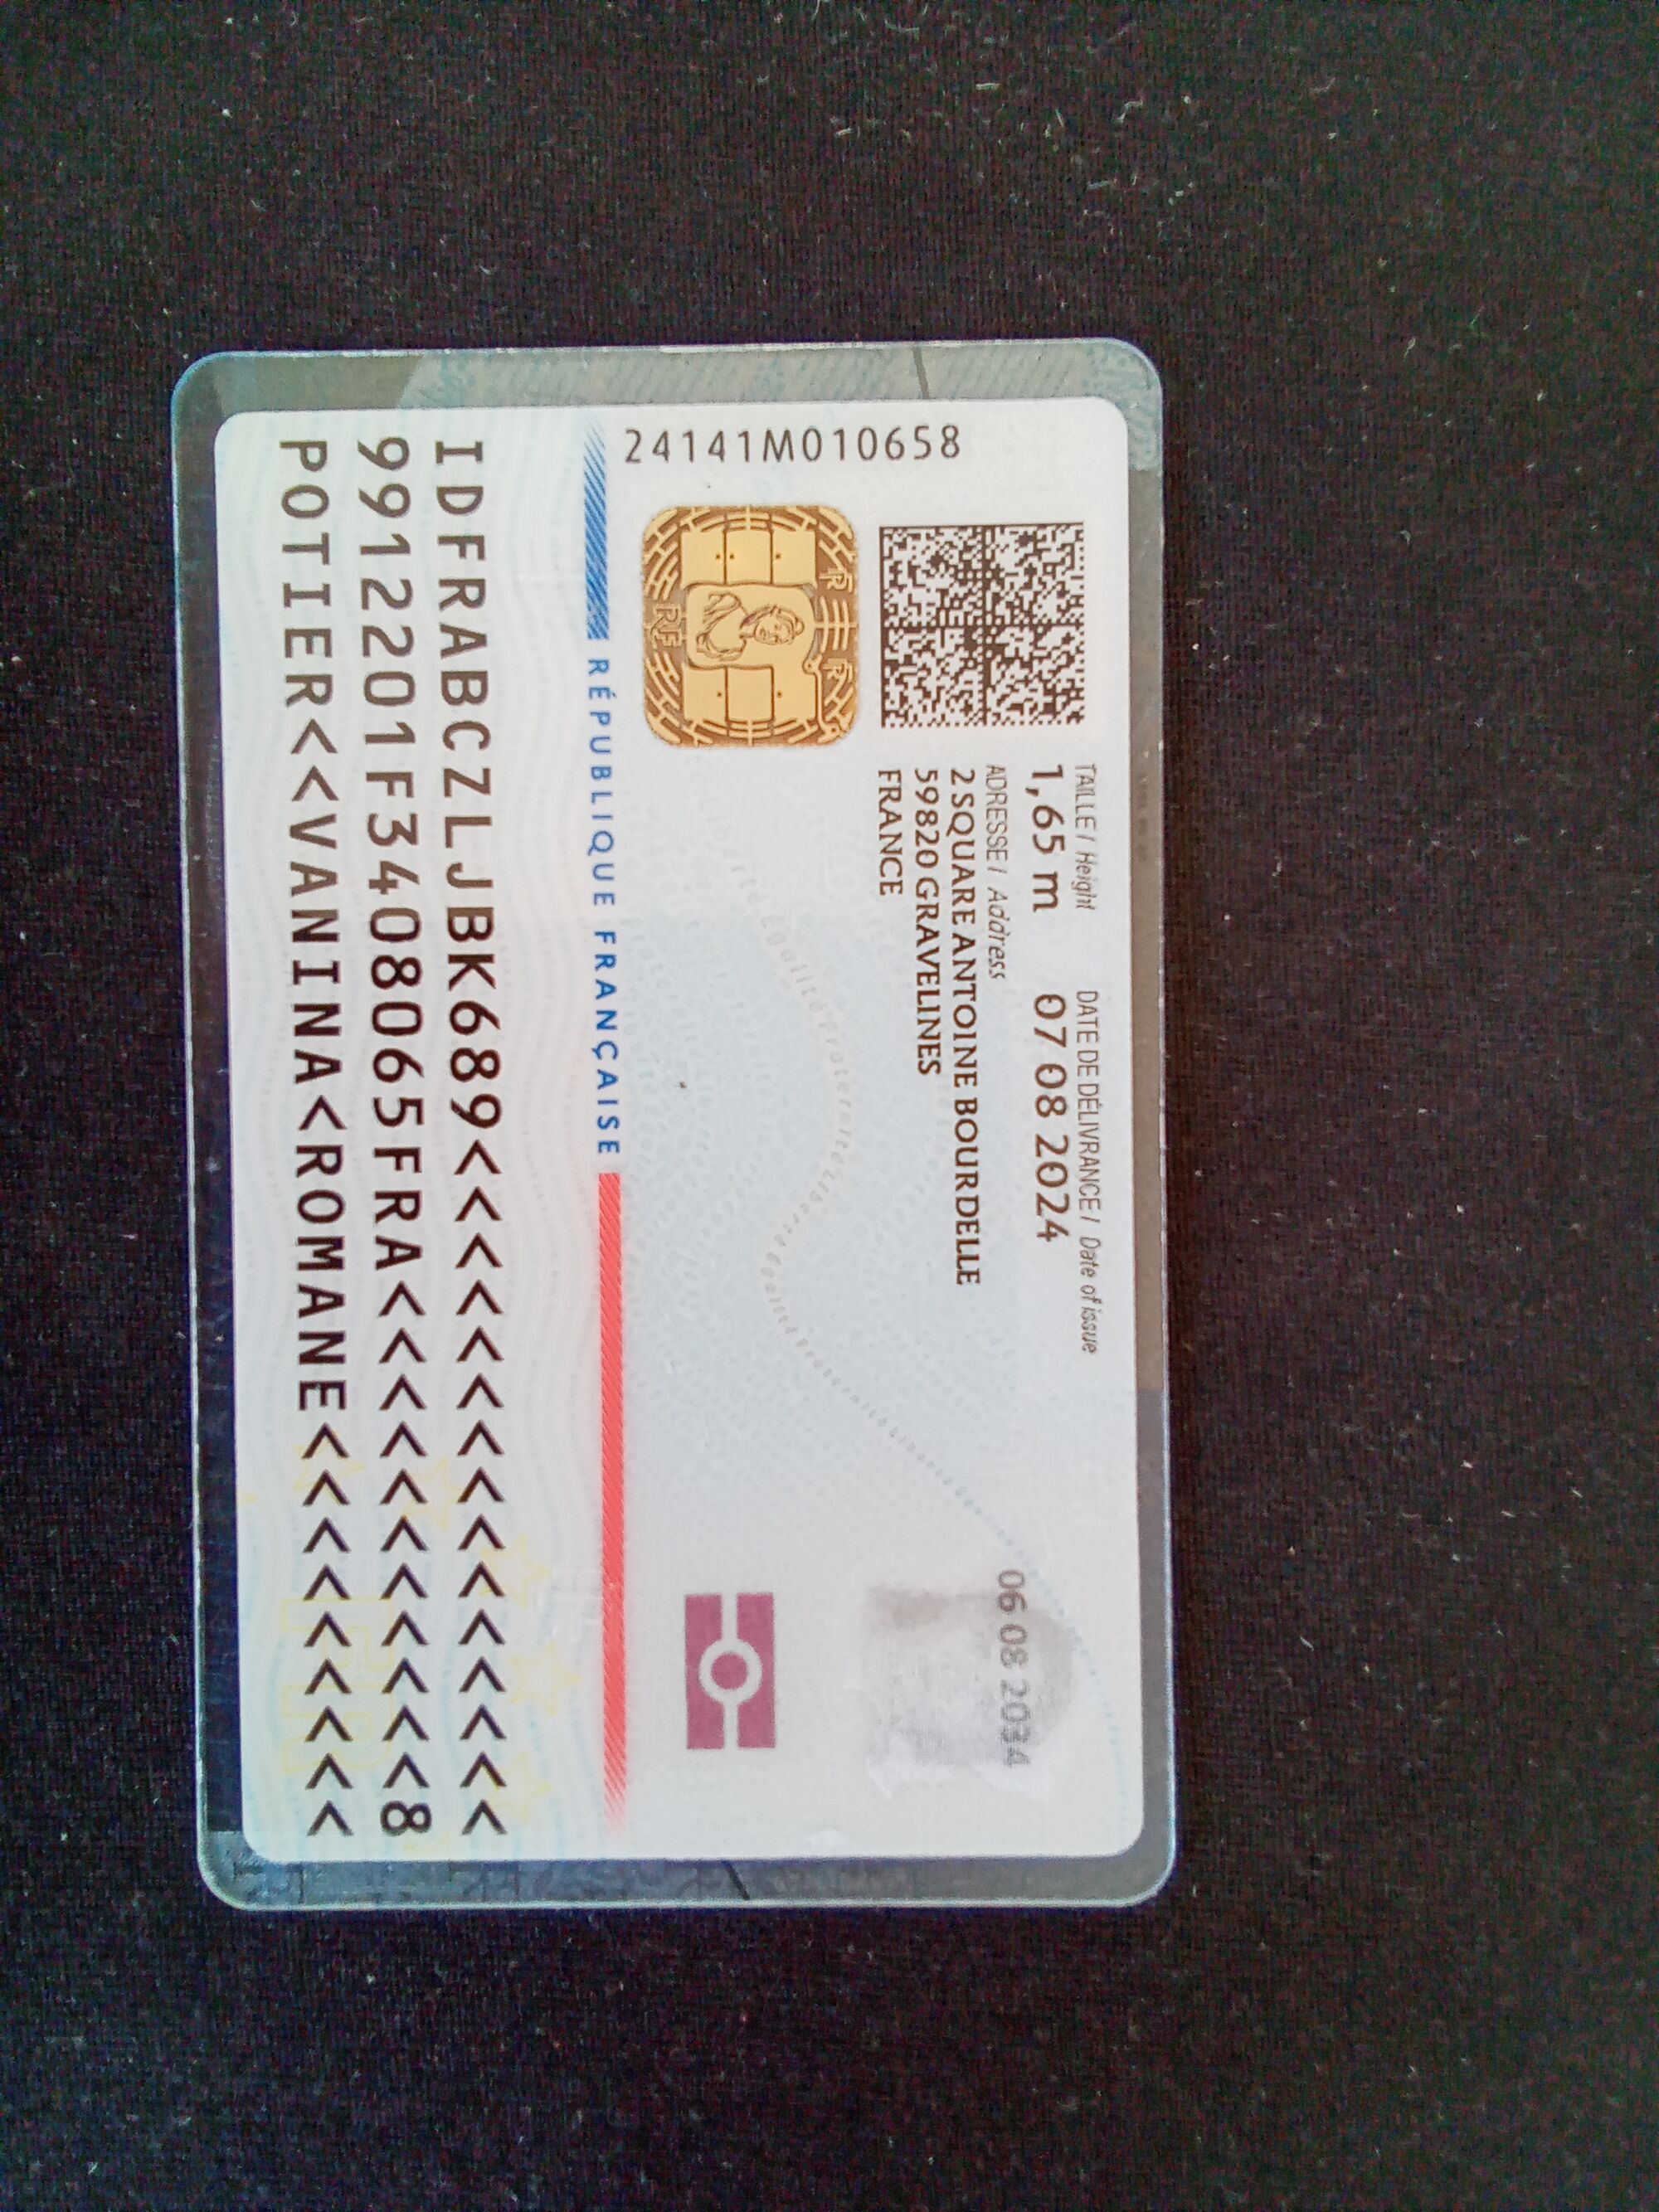 24141M010658
TAILLE / Height
1,65 m
DATE DE DÉLIVRANCE / Date of issue
07 08 2024
ADRESSE / Address
2 SQUARE ANTOINE BOURDELLE
59820 GRAVELINES
FRANCE
06 08 2034
RÉPUBLIQUE FRANÇAISE
IDFRABCZLJBK689<<<<<<<<<<<<<<<
9912201F3408065FRA<<<<<<<<<<<8
POTIER<<VANINA<ROMANE<<<<<<<<<